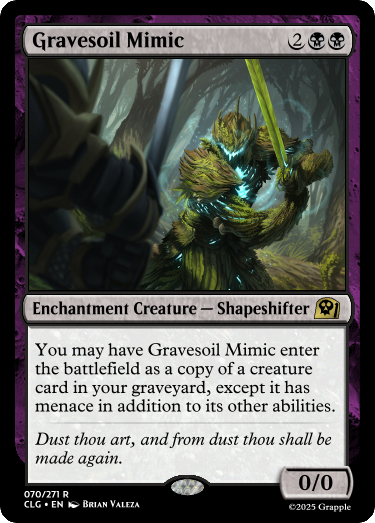 Gravesoil Mimic 2
Enchantment Creature — Shapeshifter
You may have Gravesoil Mimic enter
the battlefield as a copy of a creature
card in your graveyard, except it has
menace in addition to its other abilities.
Dust thou art, and from dust thou shall be
made again.
0/0
070/271 R
CLG • EN Brian Valeza
©2025 Grapple